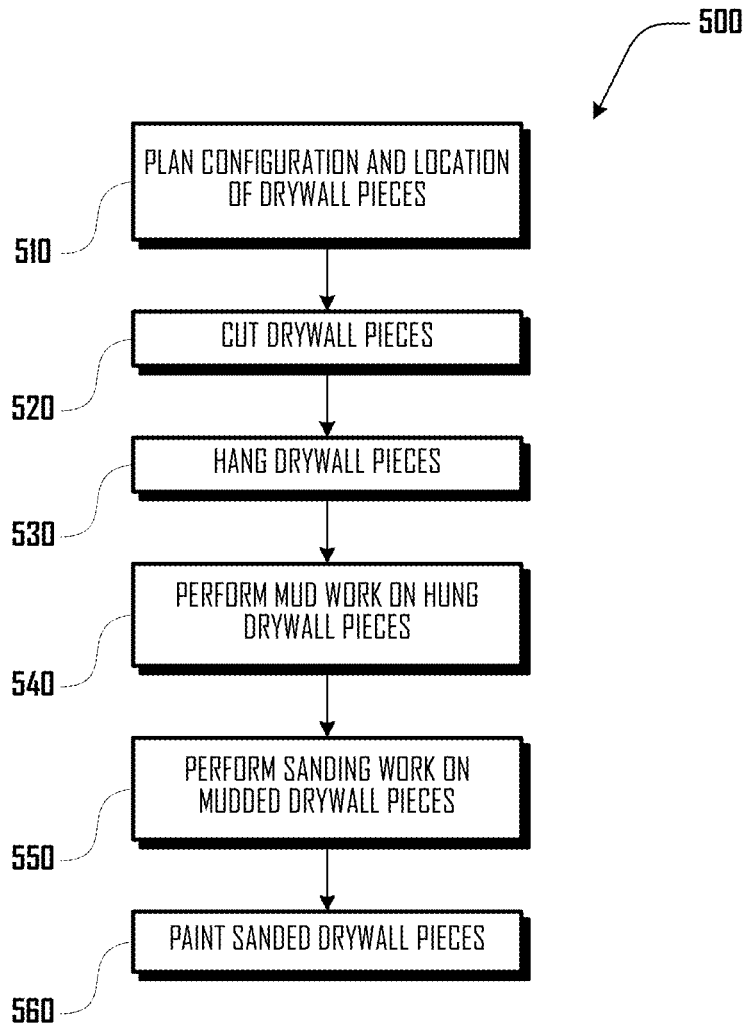 500
PLAN CONFIGURATION AND LOCATION
OF DRYWALL PIECES
510
CUT DRYWALL PIECES
520
HANG DRYWALL PIECES
530
PERFORM MUD WORK ON HUNG
DRYWALL PIECES
540
PERFORM SANDING WORK ON
MUDDED DRYWALL PIECES
550
PAINT SANDED DRYWALL PIECES
560